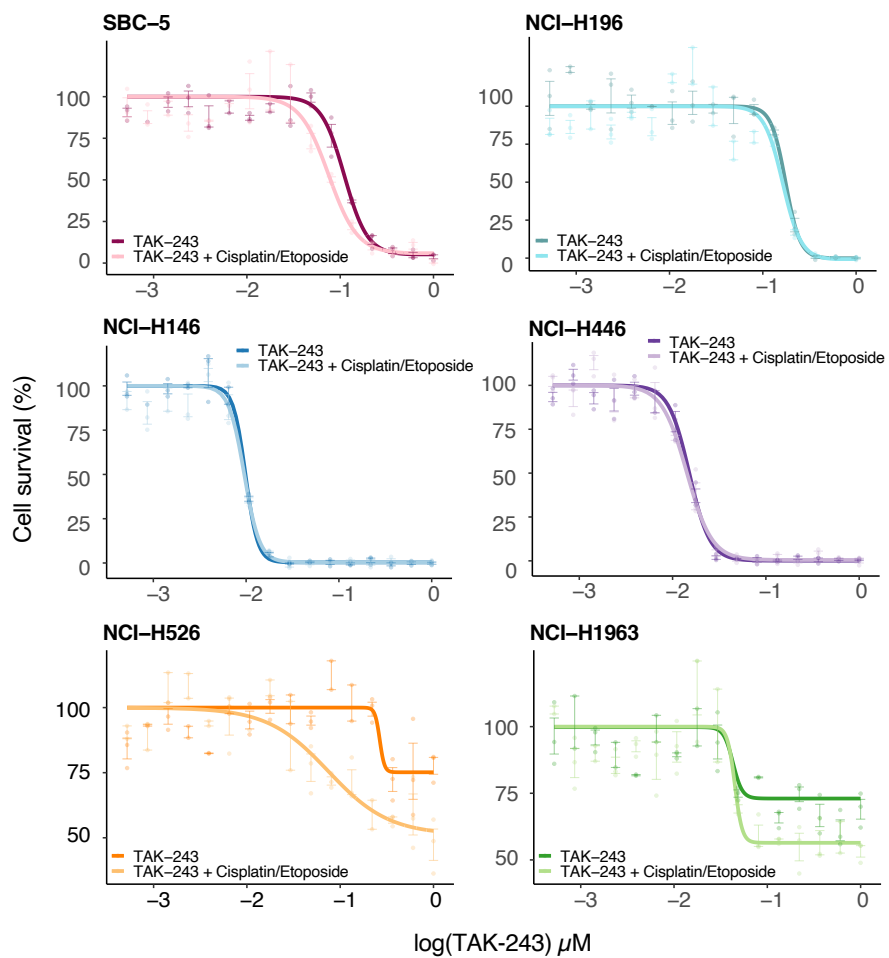 SBC–5
100
75
50
25
0
TAK–243
TAK–243 + Cisplatin/Etoposide
−3
−2
−1
0
NCI–H196
100
75
50
25
0
TAK–243
TAK–243 + Cisplatin/Etoposide
−3
−2
−1
0
NCI–H146
100
75
50
25
0
TAK–243
TAK–243 + Cisplatin/Etoposide
−3
−2
−1
0
NCI–H446
100
75
50
25
0
TAK–243
TAK–243 + Cisplatin/Etoposide
−3
−2
−1
0
Cell survival (%)
NCI–H526
100
75
50
TAK–243
TAK–243 + Cisplatin/Etoposide
−3
−2
−1
0
NCI–H1963
100
75
50
TAK–243
TAK–243 + Cisplatin/Etoposide
−3
−2
−1
0
log(TAK-243) µM